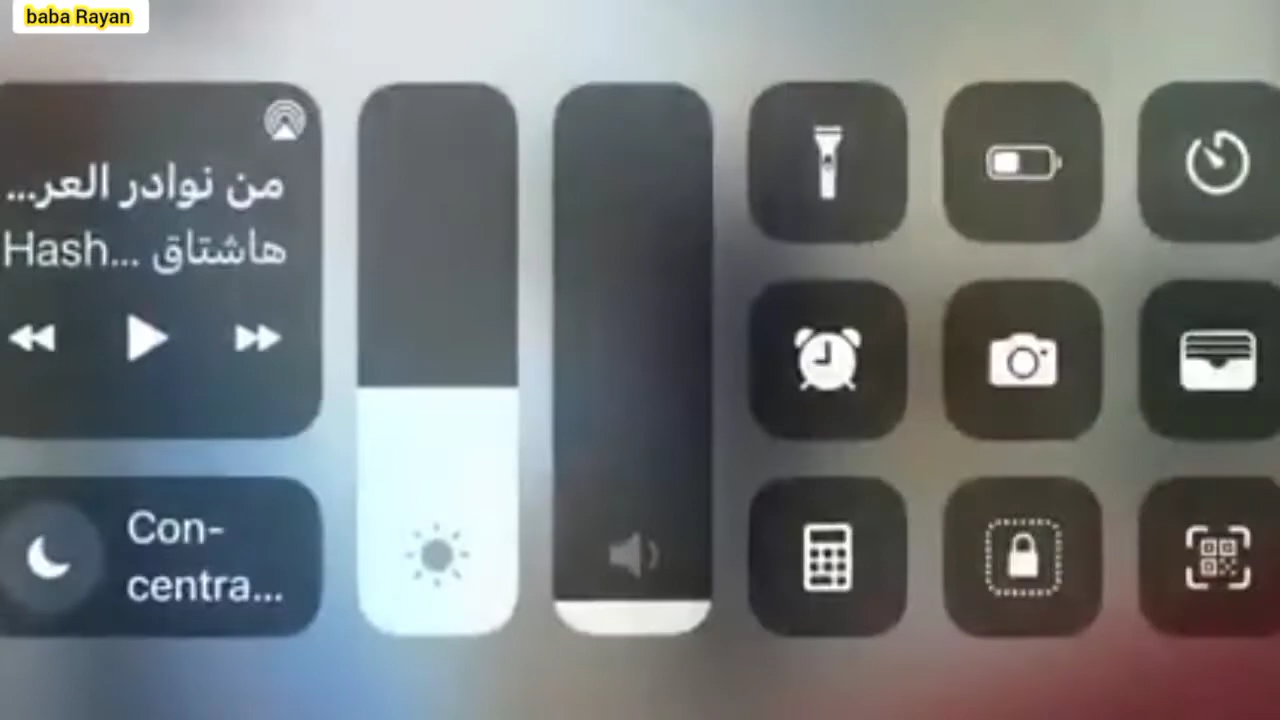 baba Rayan
من نوادر العر...
هاشتاق ...Hash
Con-
centra...